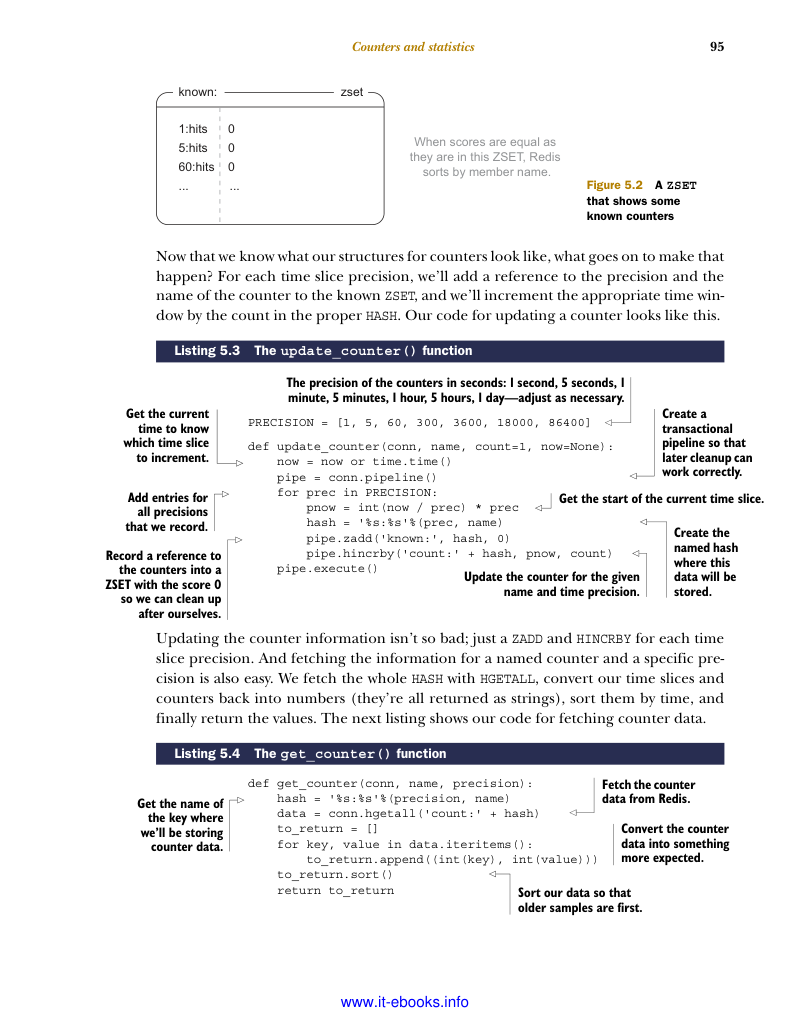 Counters and statistics 95
known: zset
1:hits 0
5:hits 0
60:hits 0
... ...
When scores are equal as
they are in this ZSET, Redis
sorts by member name.
Figure 5.2 A ZSET
that shows some
known counters
Now that we know what our structures for counters look like, what goes on to make that
happen? For each time slice precision, we'll add a reference to the precision and the
name of the counter to the known ZSET, and we'll increment the appropriate time win-
dow by the count in the proper HASH. Our code for updating a counter looks like this.
Listing 5.3 The update_counter() function
The precision of the counters in seconds: 1 second, 5 seconds, 1
minute, 5 minutes, 1 hour, 5 hours, 1 day—adjust as necessary.
PRECISION = [1, 5, 60, 300, 3600, 18000, 86400]
Get the current
time to know
which time slice
to increment.
Create a
transactional
pipeline so that
later cleanup can
work correctly.
def update_counter(conn, name, count=1, now=None):
    now = now or time.time()
    pipe = conn.pipeline()
    for prec in PRECISION:
        pnow = int(now / prec) * prec
        hash = '%s:%s'%(prec, name)
        pipe.zadd('known:', hash, 0)
        pipe.hincrby('count:' + hash, pnow, count)
    pipe.execute()
Add entries for
all precisions
that we record.
Get the start of the current time slice.
Record a reference to
the counters into a
ZSET with the score 0
so we can clean up
after ourselves.
Create the
named hash
where this
data will be
stored.
Update the counter for the given
name and time precision.
Updating the counter information isn't so bad; just a ZADD and HINCRBY for each time
slice precision. And fetching the information for a named counter and a specific pre-
cision is also easy. We fetch the whole HASH with HGETALL, convert our time slices and
counters back into numbers (they're all returned as strings), sort them by time, and
finally return the values. The next listing shows our code for fetching counter data.
Listing 5.4 The get_counter() function
def get_counter(conn, name, precision):
    hash = '%s:%s'%(precision, name)
    data = conn.hgetall('count:' + hash)
    to_return = []
    for key, value in data.iteritems():
        to_return.append((int(key), int(value)))
    to_return.sort()
    return to_return
Get the name of
the key where
we'll be storing
counter data.
Fetch the counter
data from Redis.
Convert the counter
data into something
more expected.
Sort our data so that
older samples are first.
www.it-ebooks.info